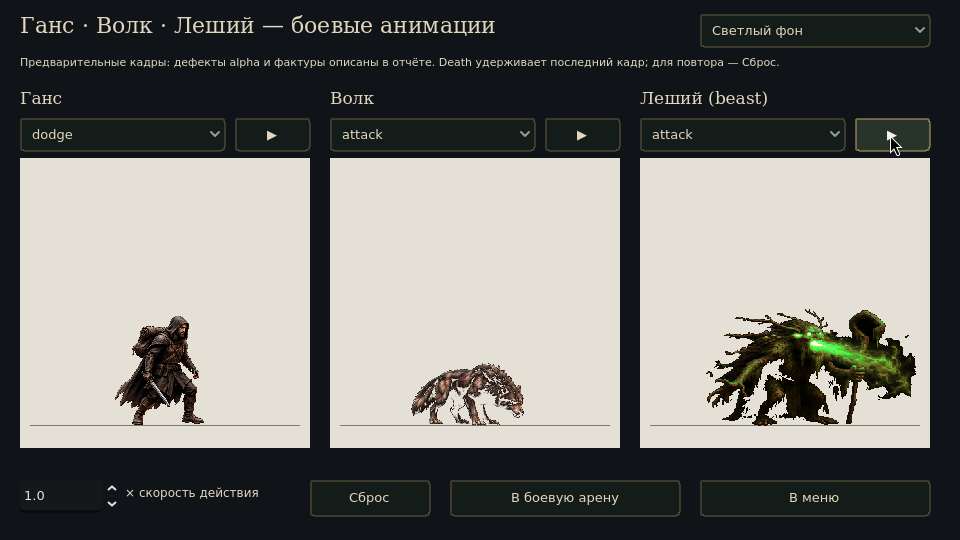 Ганс · Волк · Леший — боевые анимации
Светлый фон
Предварительные кадры: дефекты alpha и фактуры описаны в отчёте. Death удерживает последний кадр; для повтора — Сброс.
Ганс
Волк
Леший (beast)
dodge
attack
attack
1.0
× скорость действия
Сброс
В боевую арену
В меню